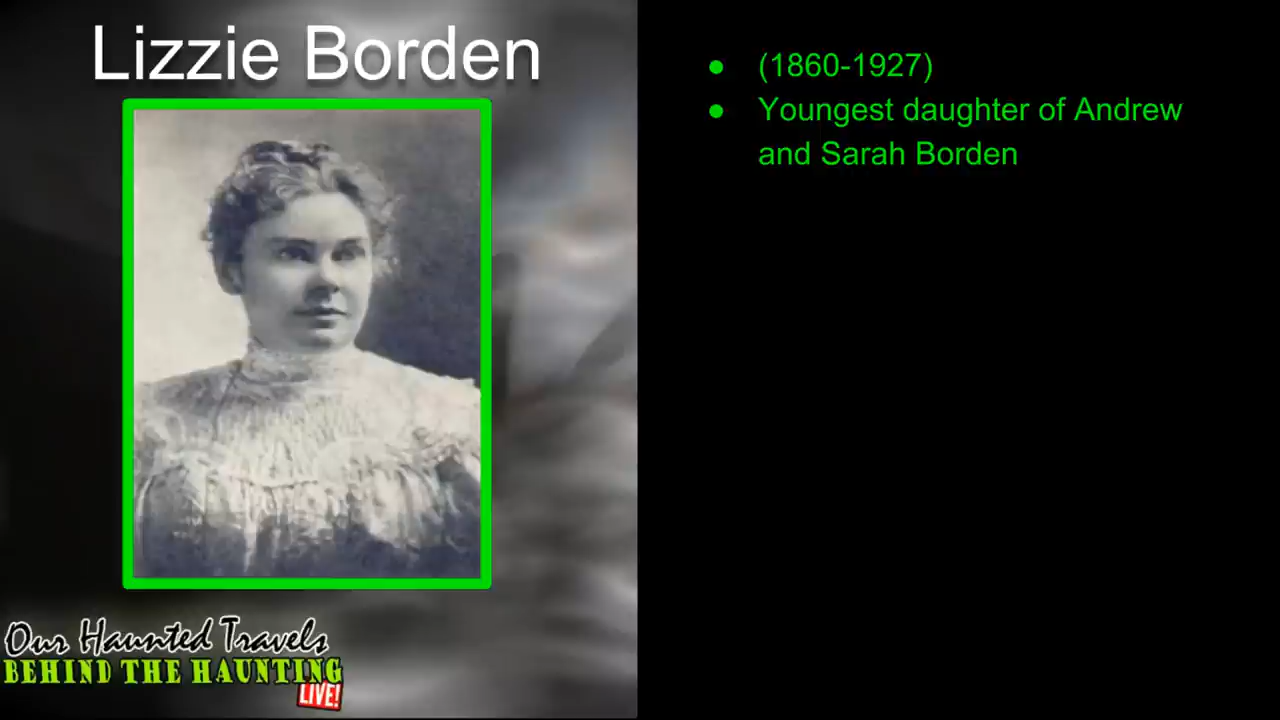 Lizzie Borden
● (1860-1927)
● Youngest daughter of Andrew
and Sarah Borden
Our Haunted Travels
BEHIND THE HAUNTING
LIVE!